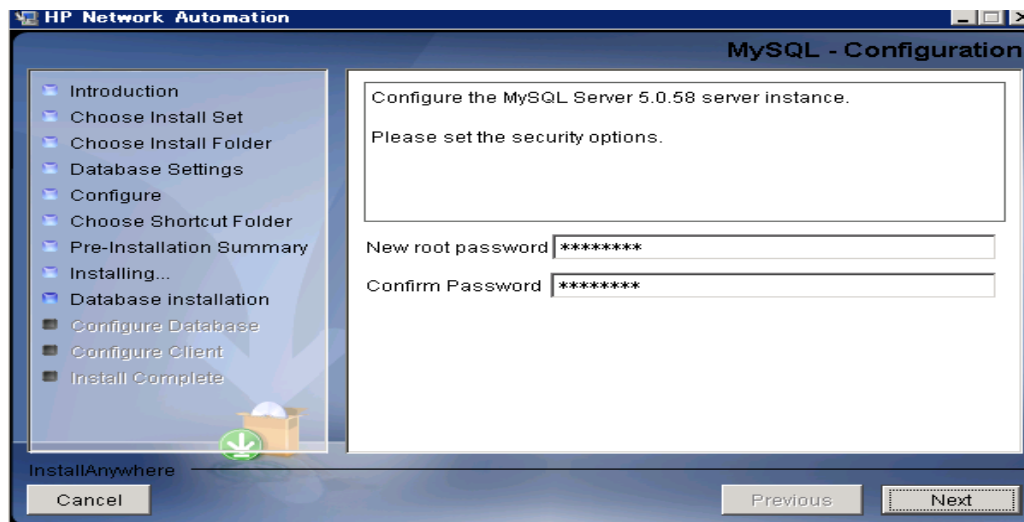 HP Network Automation
MySQL - Configuration
Introduction
Choose Install Set
Choose Install Folder
Database Settings
Configure
Choose Shortcut Folder
Pre-Installation Summary
Installing...
Database installation
Configure Database
Configure Client
Install Complete
Configure the MySQL Server 5.0.58 server instance.
Please set the security options.
New root password ********
Confirm Password ********
InstallAnywhere
Cancel
Previous
Next